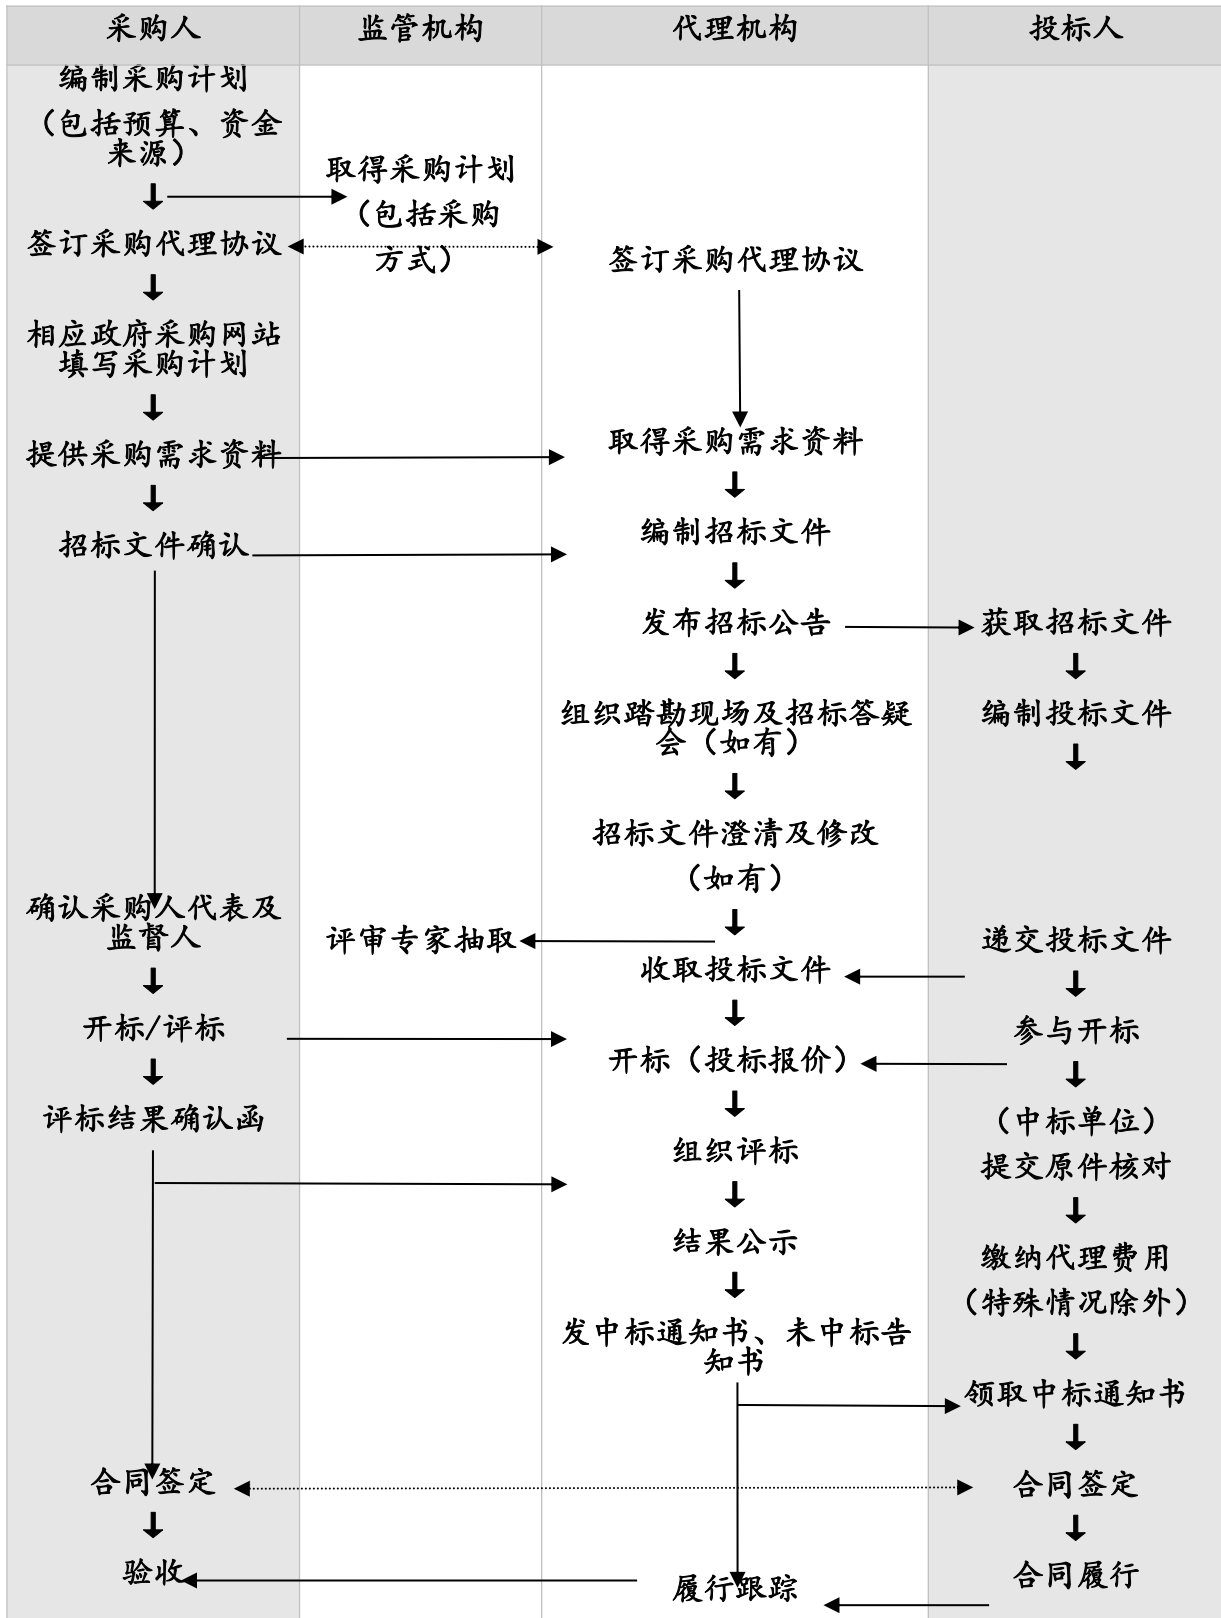 采购人
监管机构
代理机构
投标人
编制采购计划
（包括预算、资金
来源）
签订采购代理协议
相应政府采购网站
填写采购计划
提供采购需求资料
招标文件确认
确认采购人代表及
监督人
开标/评标
评标结果确认函
合同签定
验收
取得采购计划
（包括采购
方式）
评审专家抽取
签订采购代理协议
取得采购需求资料
编制招标文件
发布招标公告
组织踏勘现场及招标答疑
会（如有）
招标文件澄清及修改
（如有）
收取投标文件
开标（投标报价）
组织评标
结果公示
发中标通知书、未中标告
知书
履行跟踪
获取招标文件
编制投标文件
递交投标文件
参与开标
（中标单位）
提交原件核对
缴纳代理费用
（特殊情况除外）
领取中标通知书
合同签定
合同履行